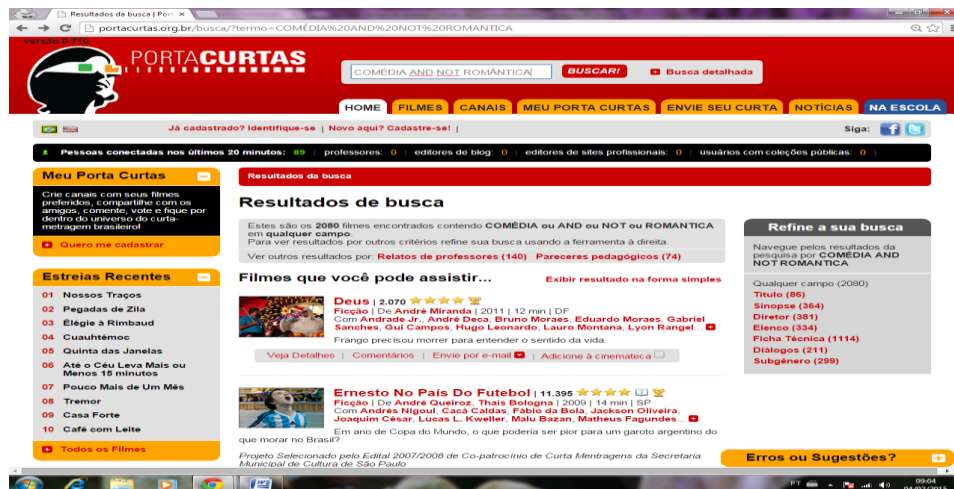 Resultados da busca | Port
portacurtas.org.br/busca/?termo=COMÉDIA%20AND%20NOT%20ROMANTICA
versão 0.710
PORTACURTAS
COMÉDIA AND NOT ROMÂNTICA
BUSCAR!
Busca detalhada
HOME FILMES CANAIS MEU PORTA CURTAS ENVIE SEU CURTA NOTÍCIAS NA ESCOLA
Já cadastrado? Identifique-se | Novo aqui? Cadastre-se! |
Siga:
Pessoas conectadas nos últimos 20 minutos: 89 | professores: 0 | editores de blog: 0 | editores de sites profissionais: 0 | usuários com coleções públicas: 0 |
Meu Porta Curtas
Crie canais com seus filmes
preferidos, compartilhe com os
amigos, comente, vote e fique por
dentro do universo do curta-
metragem brasileiro!
Quero me cadastrar
Estreias Recentes
01 Nossos Traços
02 Pegadas de Zila
03 Élégie à Rimbaud
04 Cuauhtémoc
05 Quinta das Janelas
06 Até o Céu Leva Mais ou
Menos 15 minutos
07 Pouco Mais de Um Mês
08 Tremor
09 Casa Forte
10 Café com Leite
Todos os Filmes
Resultados da busca
Resultados de busca
Estes são os 2080 filmes encontrados contendo COMÉDIA ou AND ou NOT ou ROMANTICA
em qualquer campo.
Para ver resultados por outros critérios refine sua busca usando a ferramenta à direita.
Ver outros resultados por: Relatos de professores (140) Pareceres pedagógicos (74)
Filmes que você pode assistir...
Exibir resultado na forma simples
Deus | 2.070
Ficção | De André Miranda | 2011 | 12 min | DF
Com Andrade Jr., André Deca, Bruno Moraes, Eduardo Moraes, Gabriel
Sanches, Gui Campos, Hugo Leonardo, Lauro Montana, Lyon Rangel...
Frango precisou morrer para entender o sentido da vida.
Veja Detalhes | Comentários | Envie por e-mail | Adicione à cinemateca
Ernesto No País Do Futebol | 11.395
Ficção | De André Queiroz, Thais Bologna | 2009 | 14 min | SP
Com Andrés Nigoul, Cacá Caldas, Fábio da Bola, Jackson Oliveira,
Joaquim César, Lucas L. Kweller, Malu Bazan, Matheus Fagundes...
Em ano de Copa do Mundo, o que poderia ser pior para um garoto argentino do
que morar no Brasil?
Projeto Selecionado pelo Edital 2007/2008 de Co-patrocínio de Curta Mentragens da Secretaria
Municipal de Cultura de São Paulo
Refine a sua busca
Navegue pelos resultados da
pesquisa por COMÉDIA AND
NOT ROMANTICA
Qualquer campo (2080)
Título (86)
Sinopse (364)
Diretor (381)
Elenco (334)
Ficha Técnica (1114)
Diálogos (211)
Subgênero (299)
Erros ou Sugestões?
PT
09:04
04/03/2015